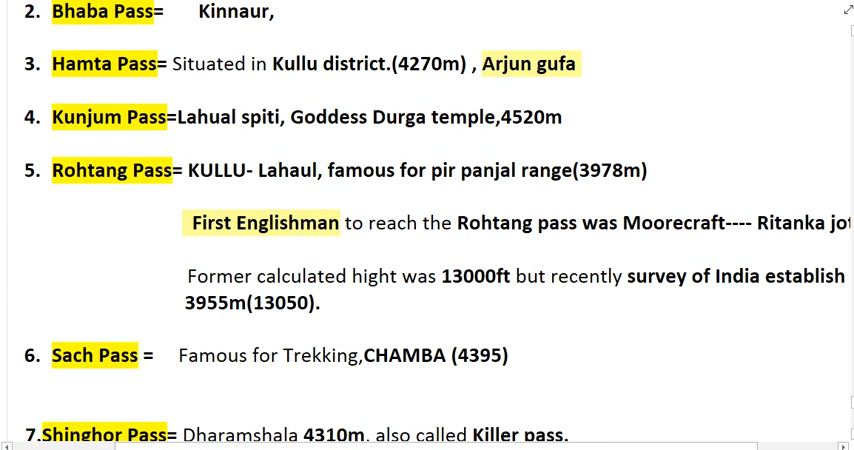 2. Bhaba Pass= Kinnaur,
3. Hamta Pass= Situated in Kullu district.(4270m) , Arjun gufa
4. Kunjum Pass=Lahual spiti, Goddess Durga temple,4520m
5. Rohtang Pass= KULLU- Lahaul, famous for pir panjal range(3978m)
First Englishman to reach the Rohtang pass was Moorecraft---- Ritanka jot
Former calculated hight was 13000ft but recently survey of India establish
3955m(13050).
6. Sach Pass = Famous for Trekking,CHAMBA (4395)
7.Shinghor Pass= Dharamshala 4310m, also called Killer pass.